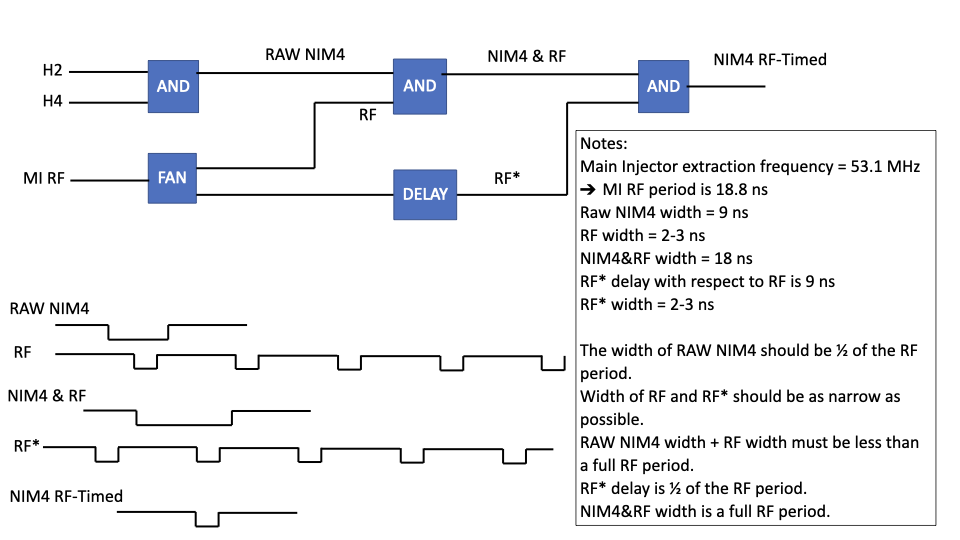 RAW NIM4
NIM4 & RF
NIM4 RF-Timed
H2
H4
AND
AND
AND
RF
MI RF
FAN
DELAY
RF*
Notes:
Main Injector extraction frequency = 53.1 MHz
➔ MI RF period is 18.8 ns
Raw NIM4 width = 9 ns
RF width = 2-3 ns
NIM4&RF width = 18 ns
RF* delay with respect to RF is 9 ns
RF* width = 2-3 ns
The width of RAW NIM4 should be ½ of the RF
period.
Width of RF and RF* should be as narrow as
possible.
RAW NIM4 width + RF width must be less than
a full RF period.
RF* delay is ½ of the RF period.
NIM4&RF width is a full RF period.
RAW NIM4
RF
NIM4 & RF
RF*
NIM4 RF-Timed